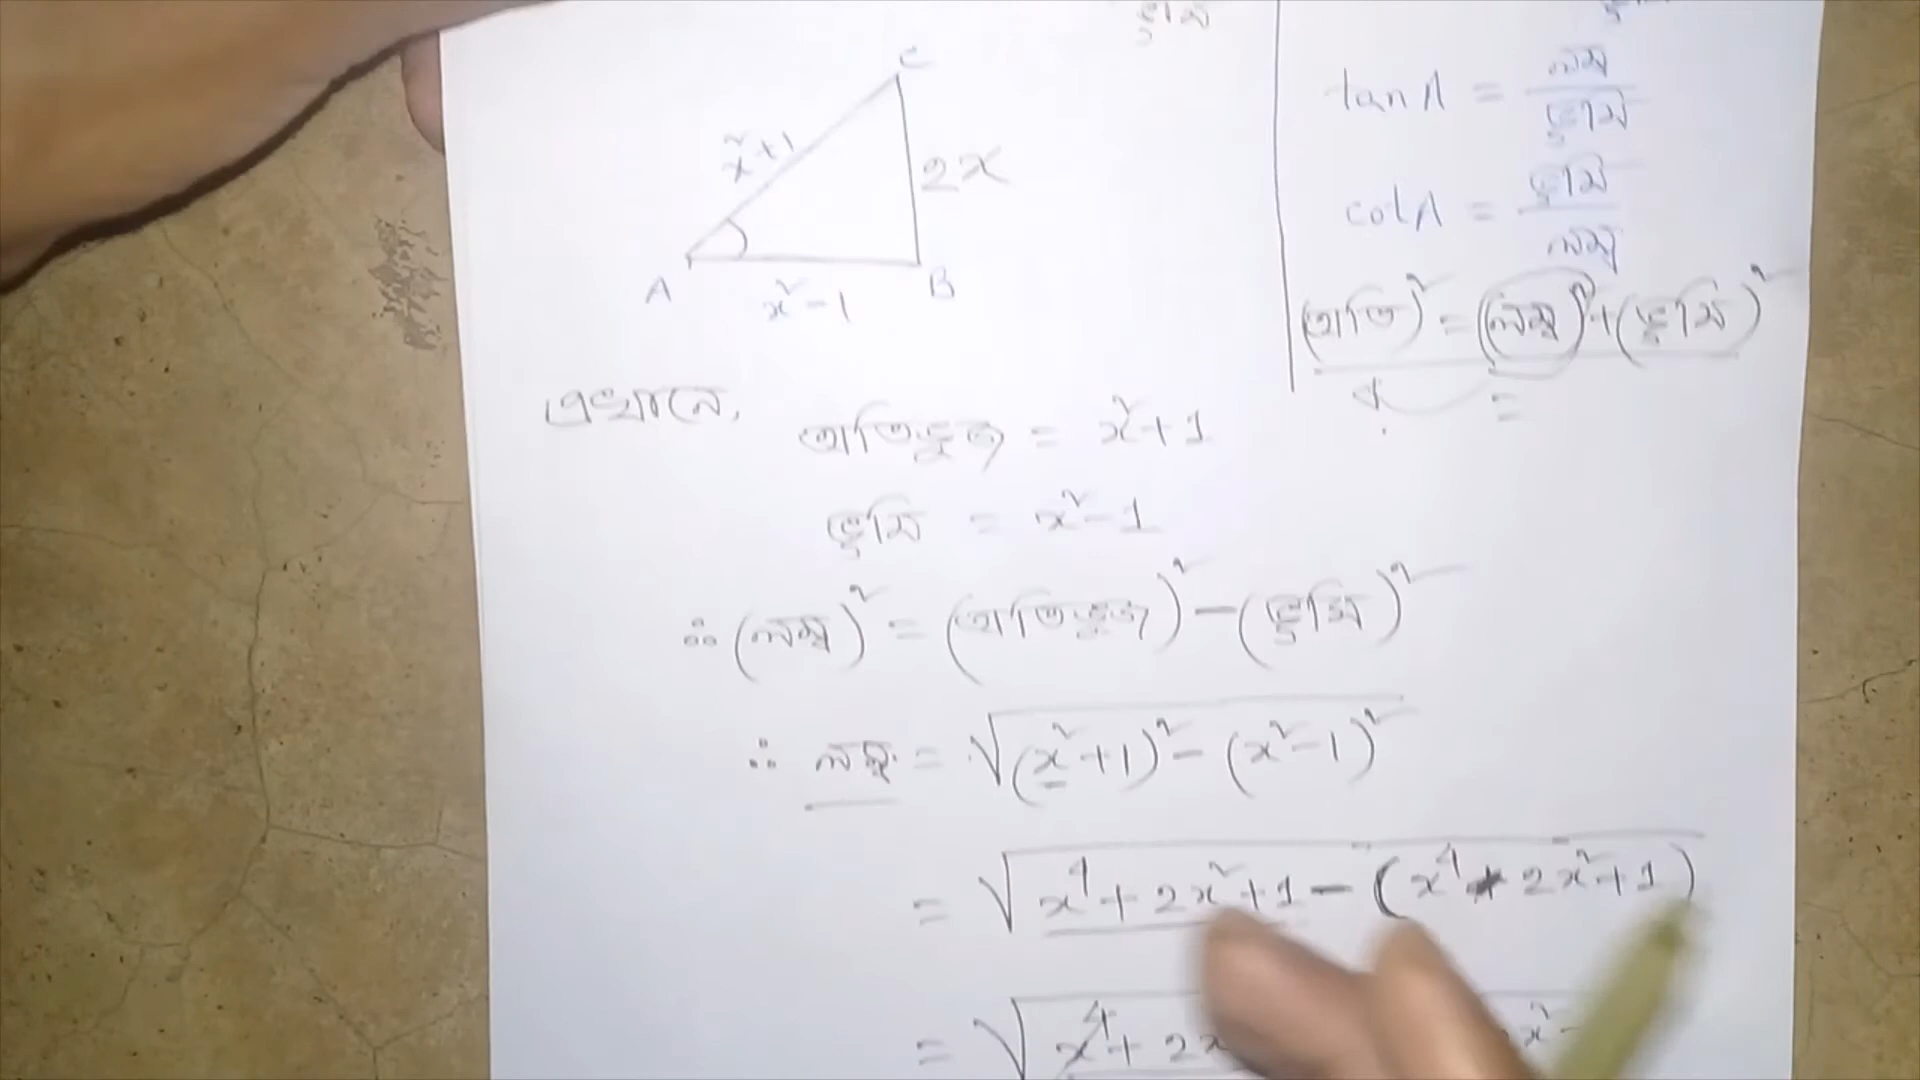 ভূমি
C
x²+1
2x
A
B
x²-1
tan A = লম্ব / ভূমি
cot A = ভূমি / লম্ব
(অতি)² = (লম্ব)² + (ভূমি)²
=
এখানে,
অতিভুজ = x²+1
ভূমি = x²-1
∴ (লম্ব)² = (অতিভুজ)² - (ভূমি)²
∴ লম্ব = √(x²+1)² - (x²-1)²
= √x⁴+2x²+1 - (x⁴ - 2x²+1)
= √x⁴+2x